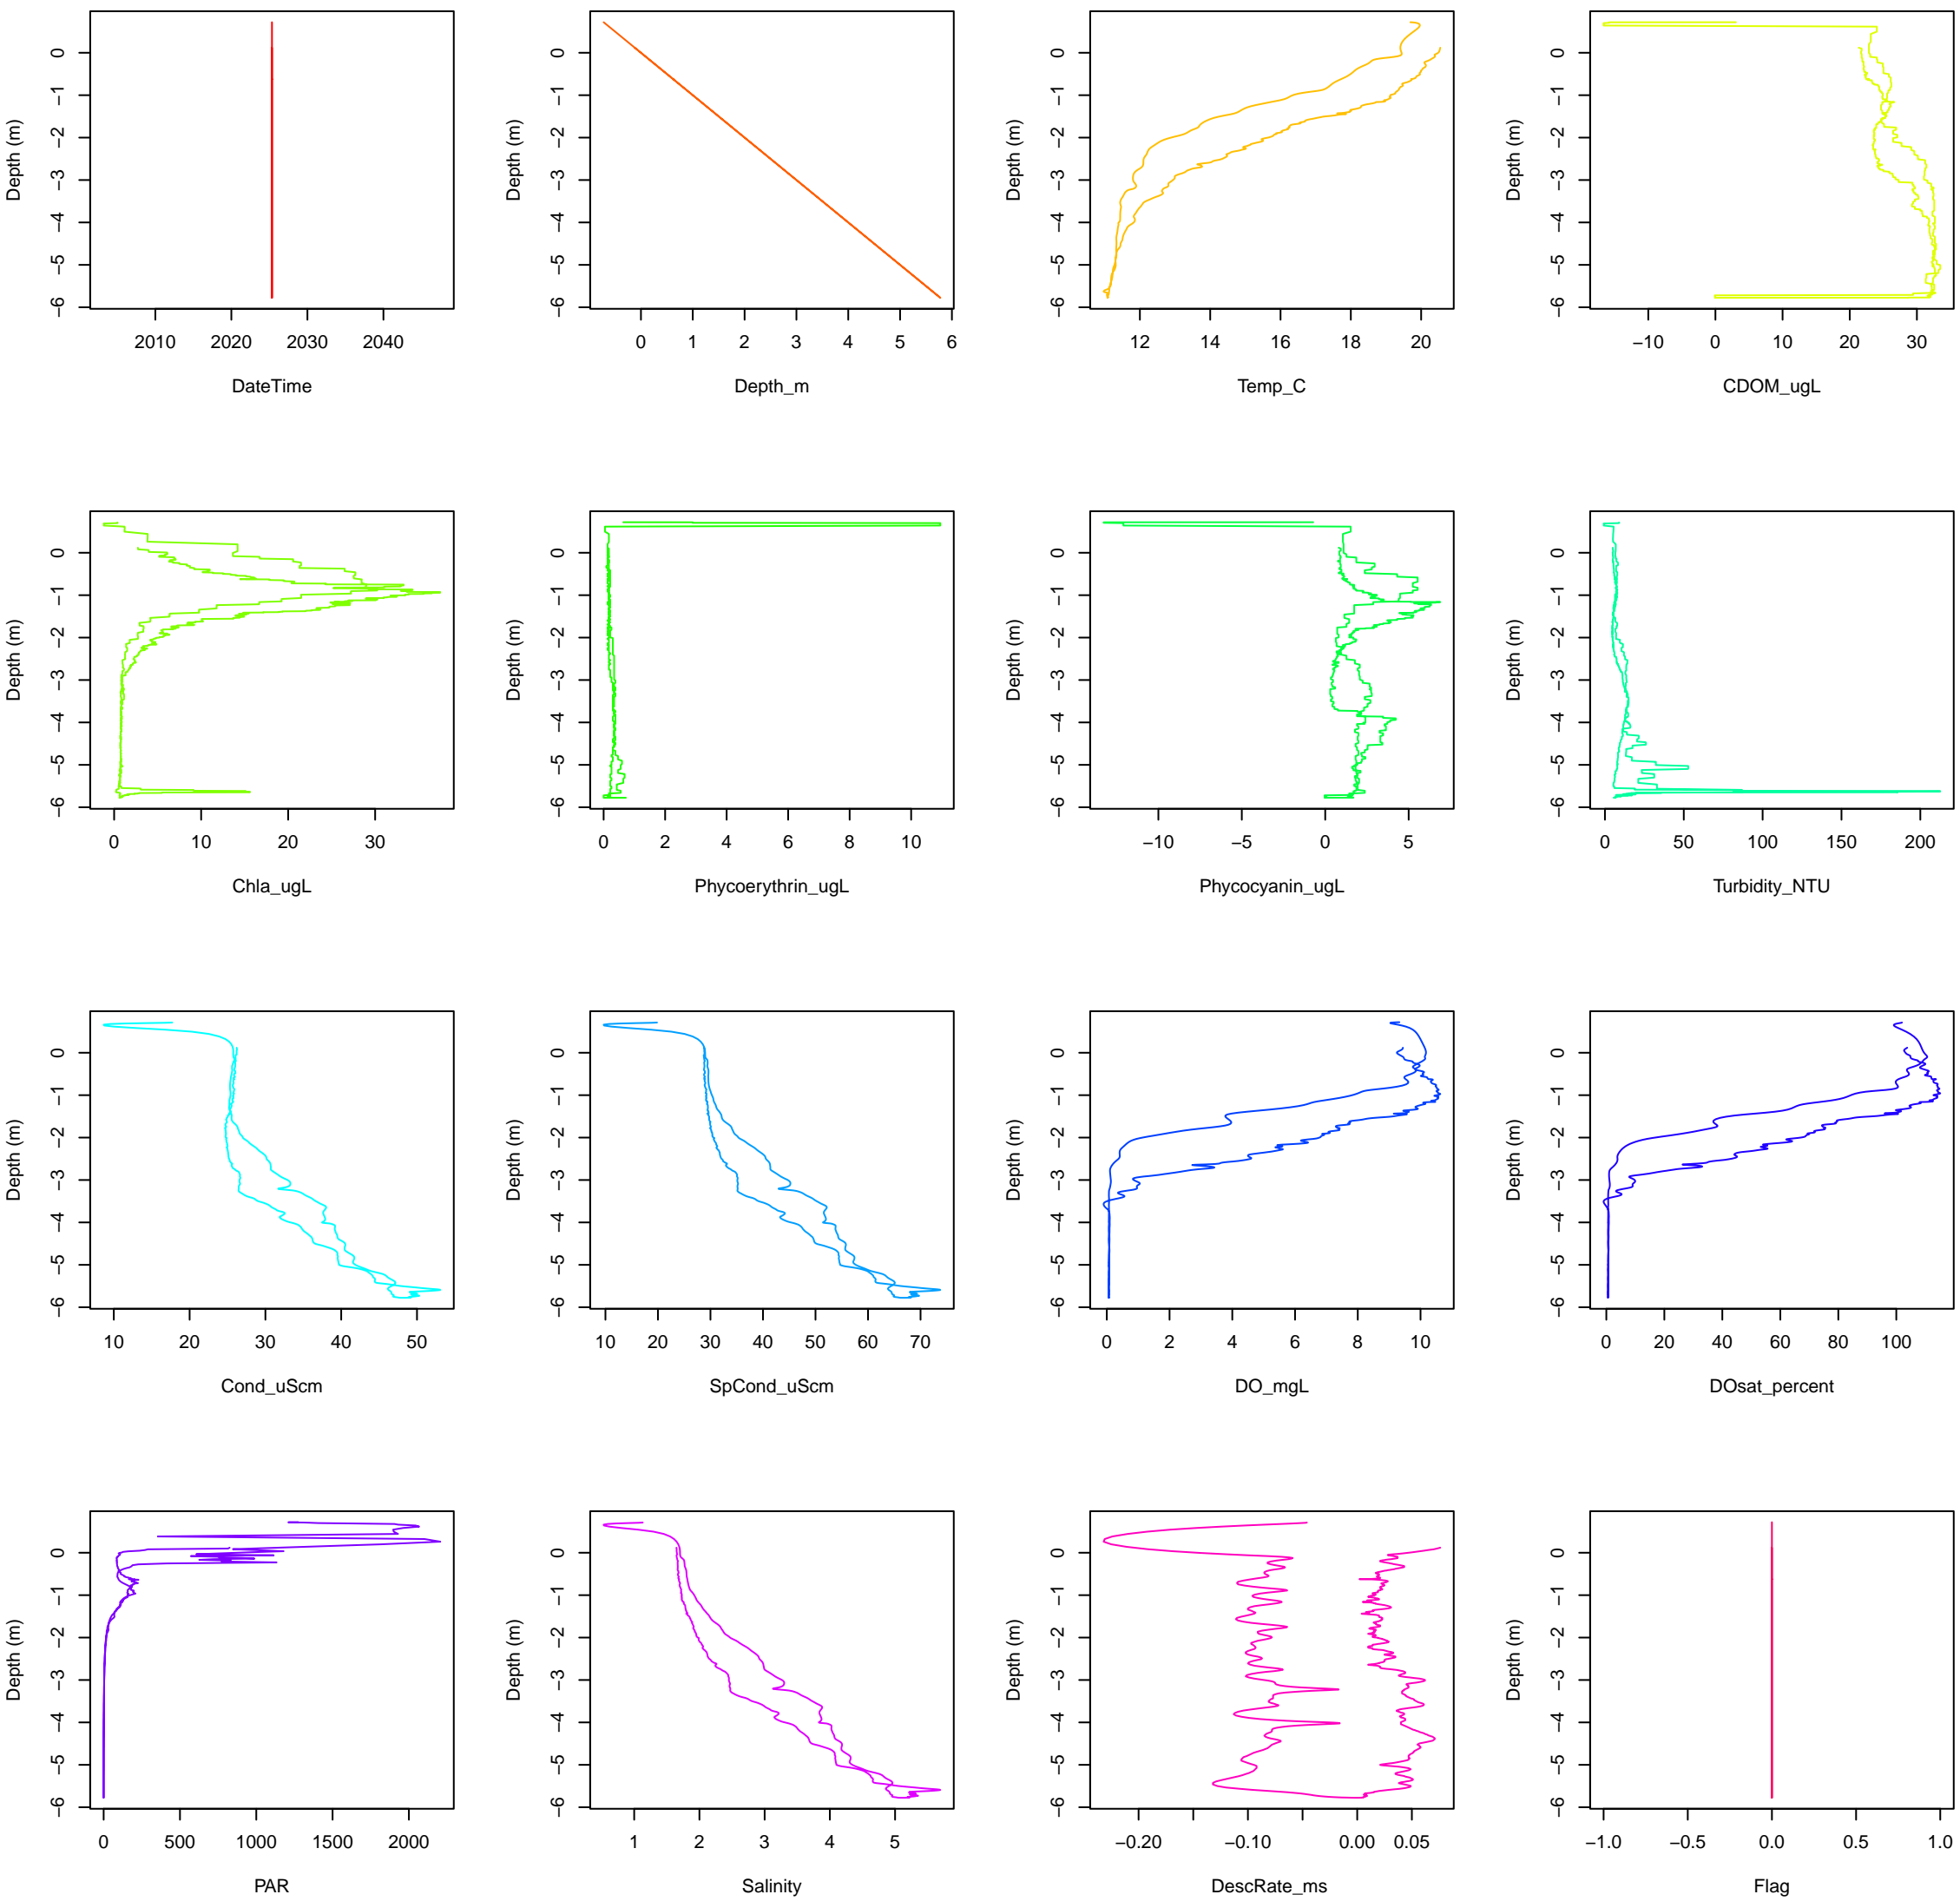 0 −1 −2 −3 −4 −5 −6
Depth (m)
2010 2020 2030 2040
DateTime
0 −1 −2 −3 −4 −5 −6
Depth (m)
0 1 2 3 4 5 6
Depth_m
0 −1 −2 −3 −4 −5 −6
Depth (m)
12 14 16 18 20
Temp_C
0 −1 −2 −3 −4 −5 −6
Depth (m)
−10 0 10 20 30
CDOM_ugL
0 −1 −2 −3 −4 −5 −6
Depth (m)
0 10 20 30
Chla_ugL
0 −1 −2 −3 −4 −5 −6
Depth (m)
0 2 4 6 8 10
Phycoerythrin_ugL
0 −1 −2 −3 −4 −5 −6
Depth (m)
−10 −5 0 5
Phycocyanin_ugL
0 −1 −2 −3 −4 −5 −6
Depth (m)
0 50 100 150 200
Turbidity_NTU
0 −1 −2 −3 −4 −5 −6
Depth (m)
10 20 30 40 50
Cond_uScm
0 −1 −2 −3 −4 −5 −6
Depth (m)
10 20 30 40 50 60 70
SpCond_uScm
0 −1 −2 −3 −4 −5 −6
Depth (m)
0 2 4 6 8 10
DO_mgL
0 −1 −2 −3 −4 −5 −6
Depth (m)
0 20 40 60 80 100
DOsat_percent
0 −1 −2 −3 −4 −5 −6
Depth (m)
0 500 1000 1500 2000
PAR
0 −1 −2 −3 −4 −5 −6
Depth (m)
1 2 3 4 5
Salinity
0 −1 −2 −3 −4 −5 −6
Depth (m)
−0.20 −0.10 0.00 0.05
DescRate_ms
0 −1 −2 −3 −4 −5 −6
Depth (m)
−1.0 −0.5 0.0 0.5 1.0
Flag